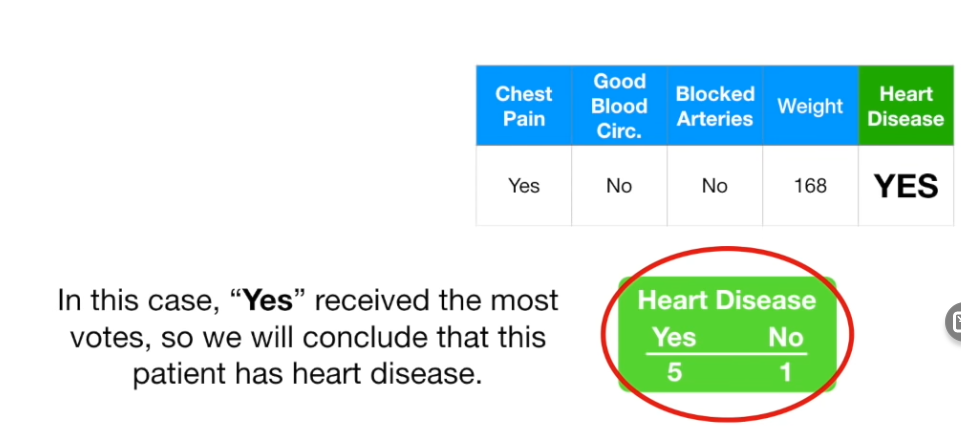 Chest Pain
Good Blood Circ.
Blocked Arteries
Weight
Heart Disease
Yes
No
No
168
YES
In this case, “Yes” received the most
votes, so we will conclude that this
patient has heart disease.
Heart Disease
Yes No
5 1